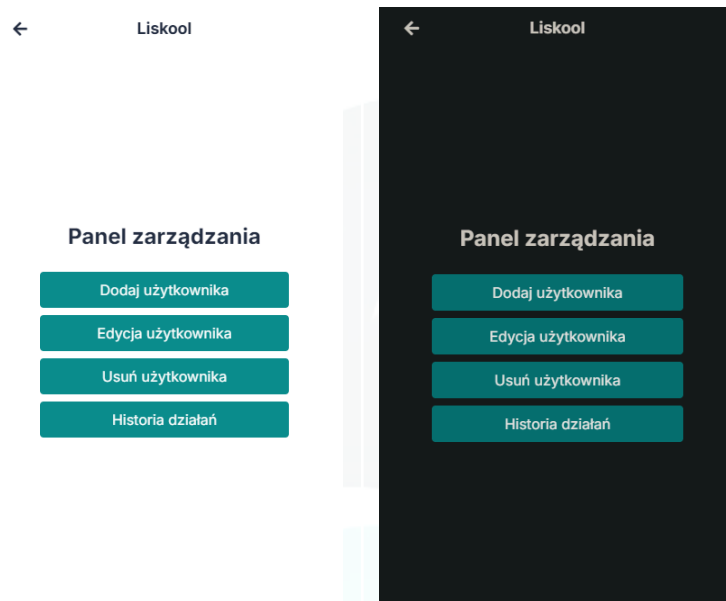 Liskool
Panel zarządzania
Dodaj użytkownika
Edycja użytkownika
Usuń użytkownika
Historia działań
Liskool
Panel zarządzania
Dodaj użytkownika
Edycja użytkownika
Usuń użytkownika
Historia działań